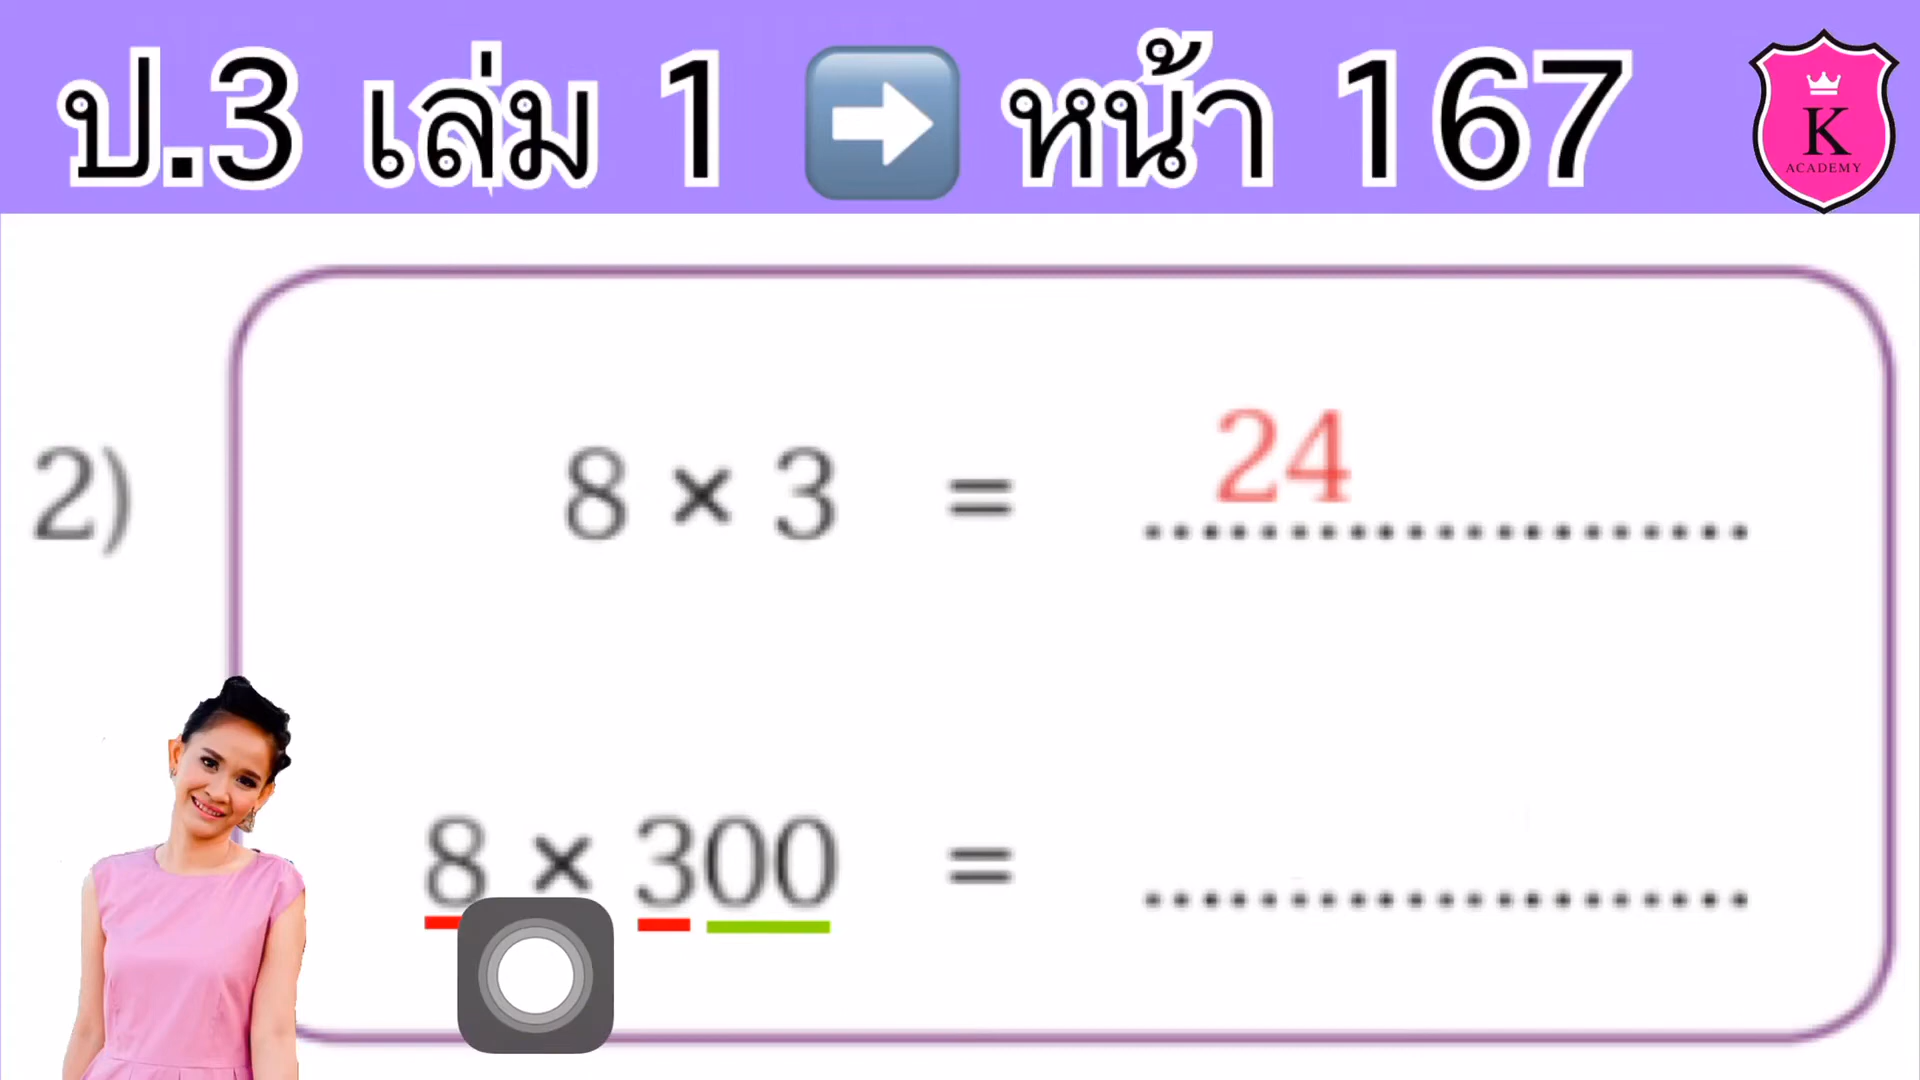 ป.3 เล่ม 1 ➡ หน้า 167
K
ACADEMY
2) 8 × 3 = 24
8 × 300 =